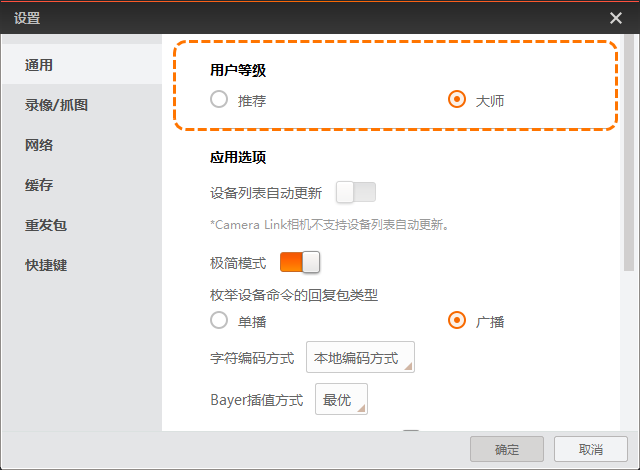 设置
通用
录像/抓图
网络
缓存
重发包
快捷键
用户等级
推荐
大师
应用选项
设备列表自动更新
*Camera Link相机不支持设备列表自动更新。
极简模式
枚举设备命令的回复包类型
单播
广播
字符编码方式
本地编码方式
Bayer插值方式
最优
确定
取消